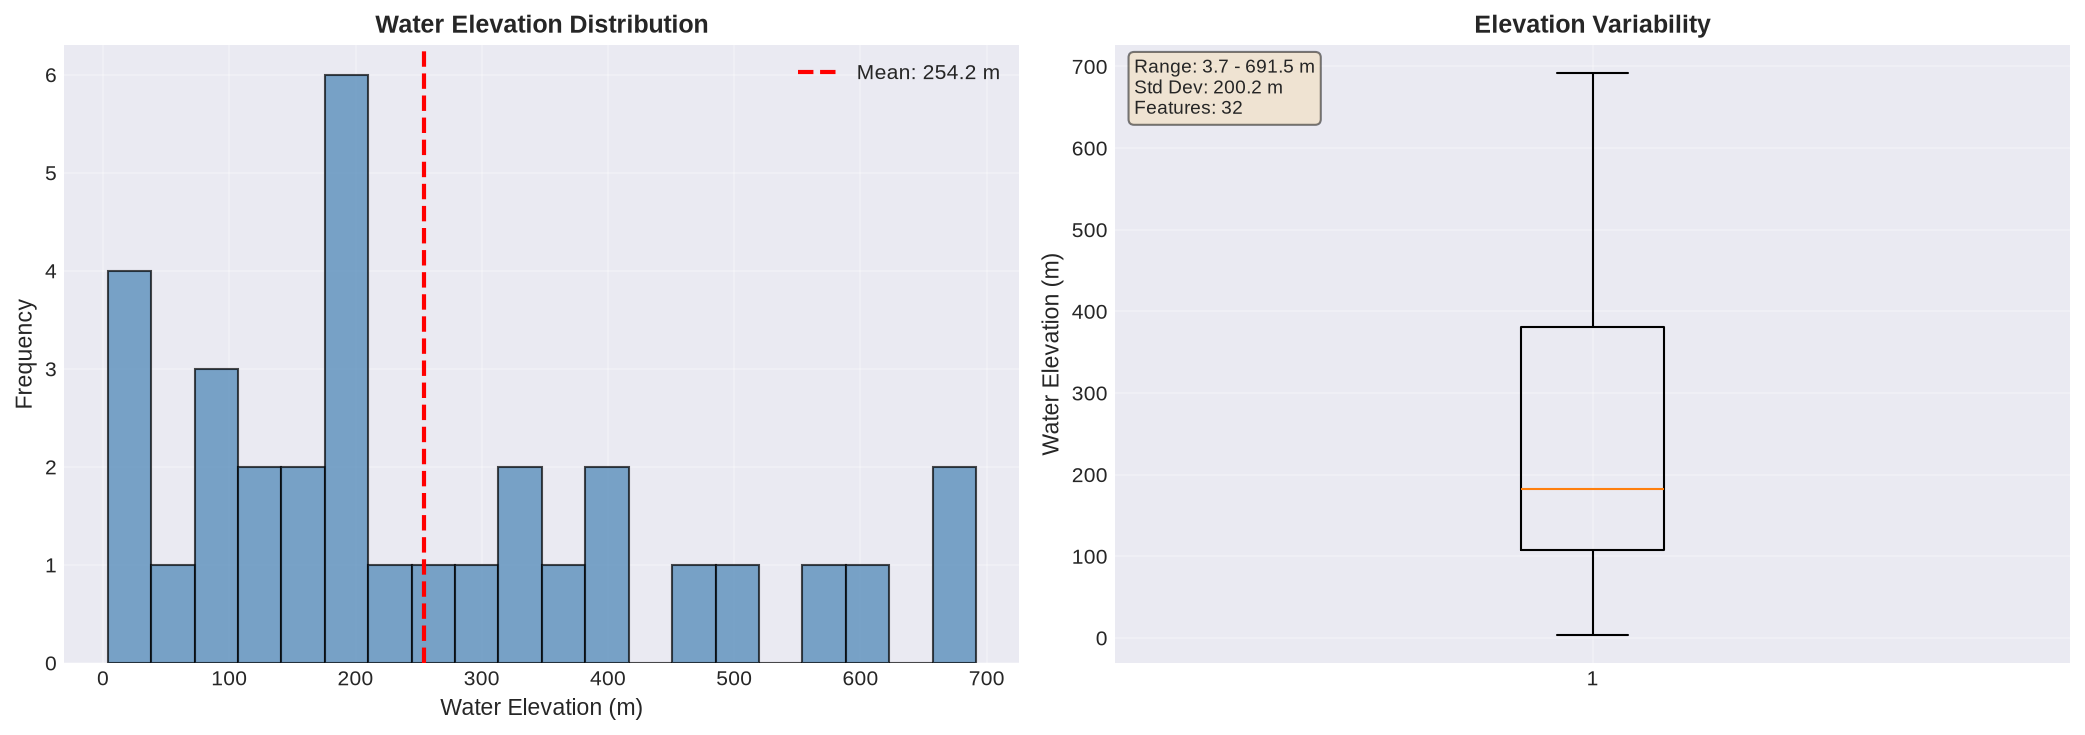 Water Elevation Distribution
Mean: 254.2 m
6
5
4
3
2
1
0
Frequency
0 100 200 300 400 500 600 700
Water Elevation (m)
Elevation Variability
Range: 3.7 - 691.5 m
Std Dev: 200.2 m
Features: 32
700
600
500
400
300
200
100
0
Water Elevation (m)
1